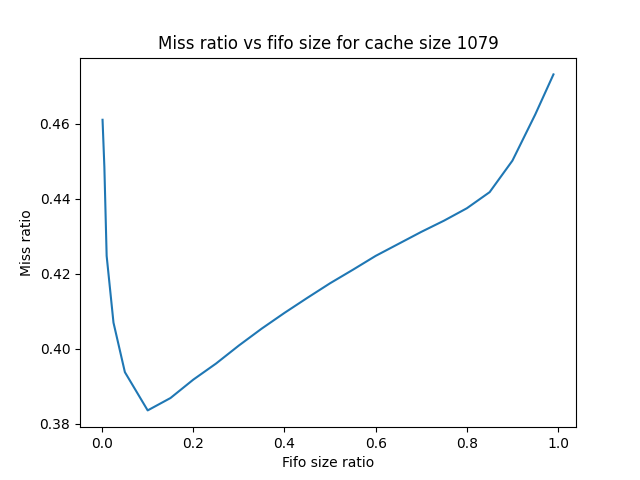 Miss ratio vs fifo size for cache size 1079
Miss ratio
0.46
0.44
0.42
0.40
0.38
0.0 0.2 0.4 0.6 0.8 1.0
Fifo size ratio